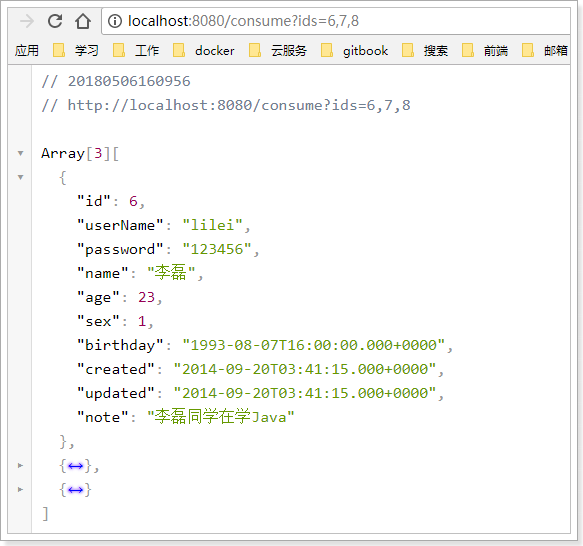 localhost:8080/consume?ids=6,7,8
应用 学习 工作 docker 云服务 gitbook 搜索 前端 邮箱
// 20180506160956
// http://localhost:8080/consume?ids=6,7,8
Array[3][
{
"id": 6,
"userName": "lilei",
"password": "123456",
"name": "李磊",
"age": 23,
"sex": 1,
"birthday": "1993-08-07T16:00:00.000+0000",
"created": "2014-09-20T03:41:15.000+0000",
"updated": "2014-09-20T03:41:15.000+0000",
"note": "李磊同学在学Java"
},
{↔},
{↔}
]